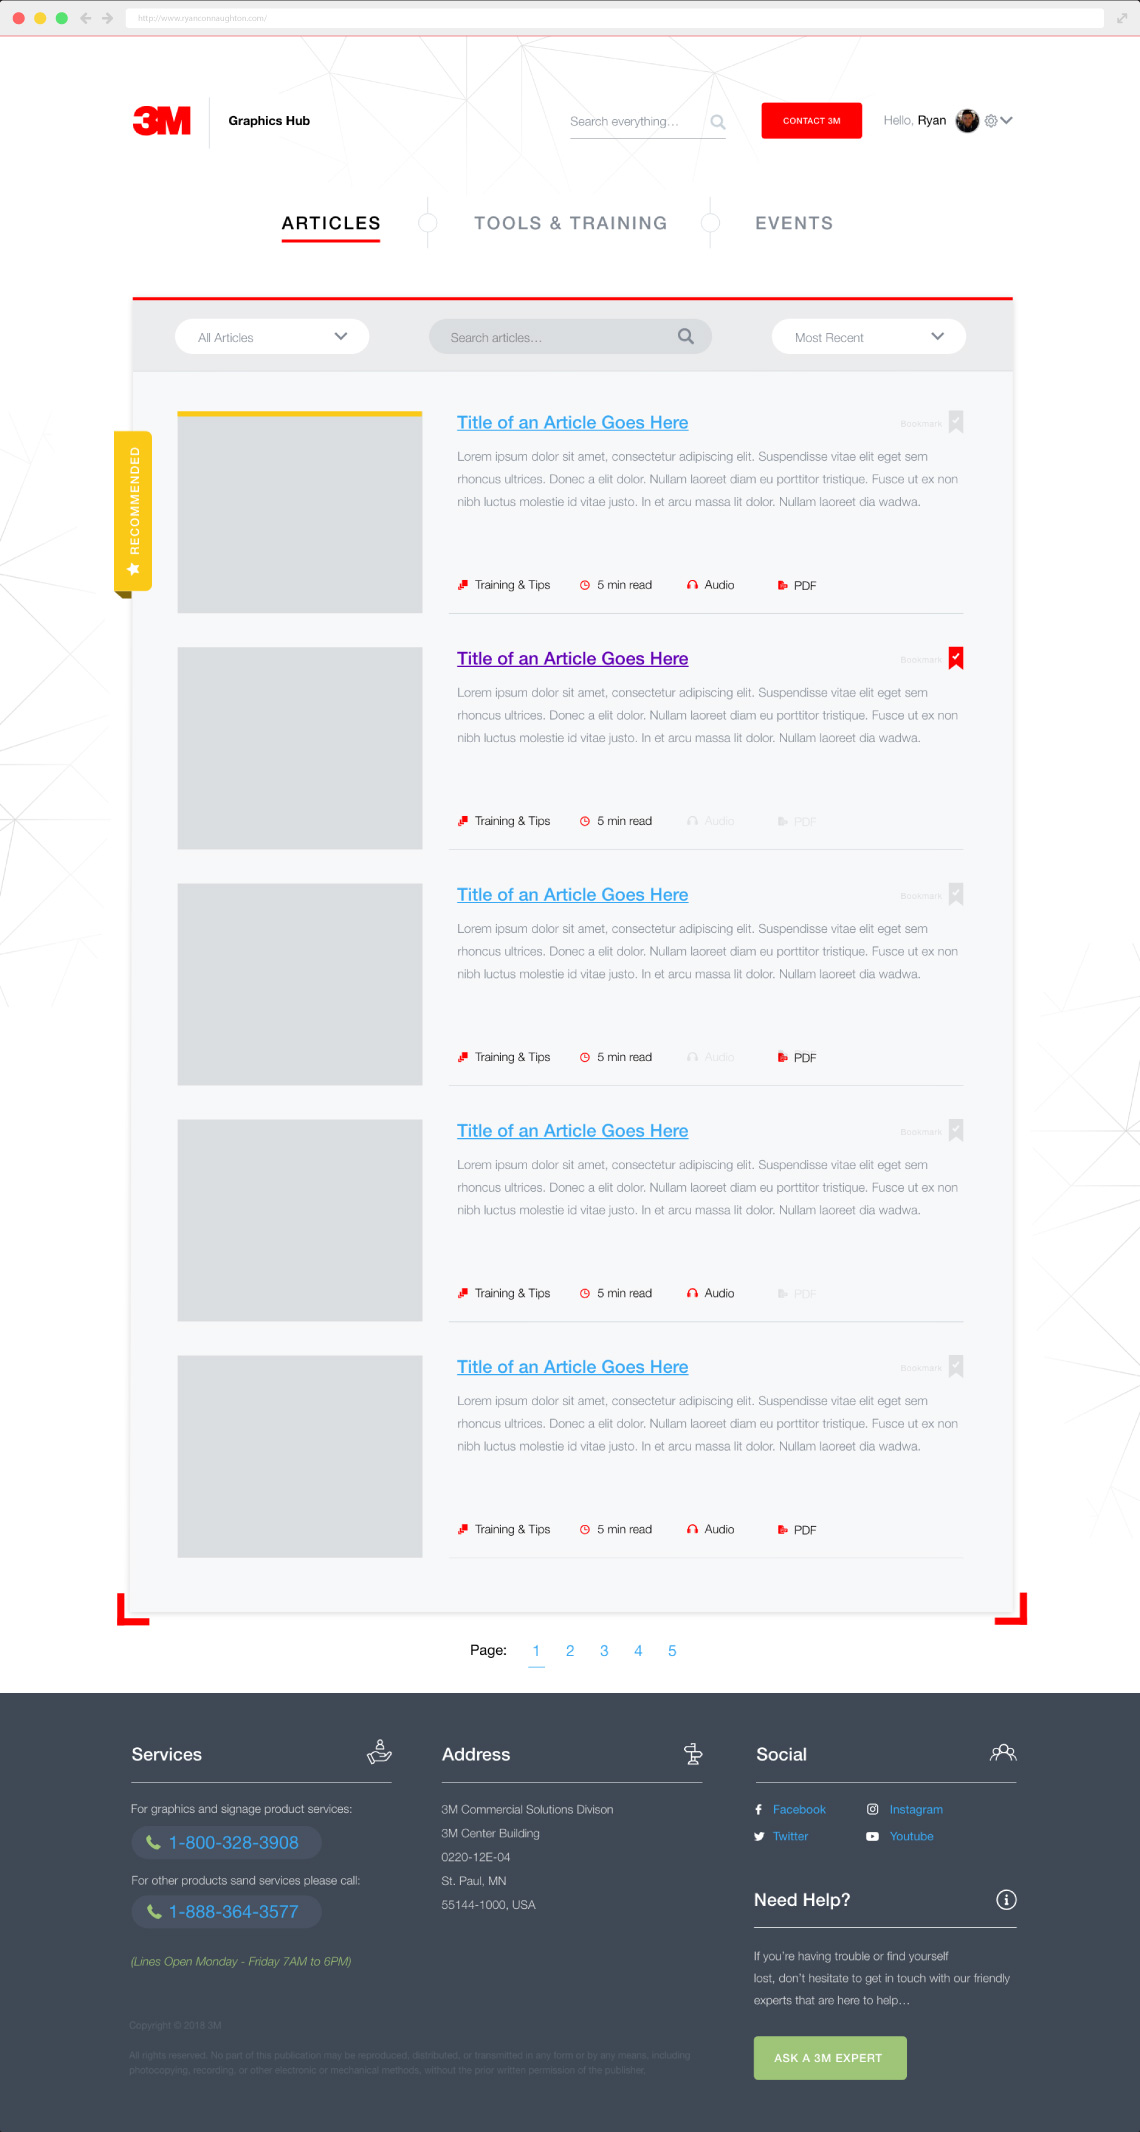 http://www.ryanconnaughton.com/
3M
Graphics Hub
Search everything...
CONTACT 3M
Hello, Ryan
ARTICLES
TOOLS & TRAINING
EVENTS
All Articles
Search articles...
Most Recent
RECOMMENDED
Title of an Article Goes Here
Bookmark
Lorem ipsum dolor sit amet, consectetur adipiscing elit. Suspendisse vitae elit eget sem
rhoncus ultrices. Donec a elit dolor. Nullam laoreet diam eu porttitor tristique. Fusce ut ex non
nibh luctus molestie id vitae justo. In et arcu massa lit dolor. Nullam laoreet dia wadwa.
Training & Tips
5 min read
Audio
PDF
Title of an Article Goes Here
Bookmark
Lorem ipsum dolor sit amet, consectetur adipiscing elit. Suspendisse vitae elit eget sem
rhoncus ultrices. Donec a elit dolor. Nullam laoreet diam eu porttitor tristique. Fusce ut ex non
nibh luctus molestie id vitae justo. In et arcu massa lit dolor. Nullam laoreet dia wadwa.
Training & Tips
5 min read
Audio
PDF
Title of an Article Goes Here
Bookmark
Lorem ipsum dolor sit amet, consectetur adipiscing elit. Suspendisse vitae elit eget sem
rhoncus ultrices. Donec a elit dolor. Nullam laoreet diam eu porttitor tristique. Fusce ut ex non
nibh luctus molestie id vitae justo. In et arcu massa lit dolor. Nullam laoreet dia wadwa.
Training & Tips
5 min read
Audio
PDF
Title of an Article Goes Here
Bookmark
Lorem ipsum dolor sit amet, consectetur adipiscing elit. Suspendisse vitae elit eget sem
rhoncus ultrices. Donec a elit dolor. Nullam laoreet diam eu porttitor tristique. Fusce ut ex non
nibh luctus molestie id vitae justo. In et arcu massa lit dolor. Nullam laoreet dia wadwa.
Training & Tips
5 min read
Audio
PDF
Title of an Article Goes Here
Bookmark
Lorem ipsum dolor sit amet, consectetur adipiscing elit. Suspendisse vitae elit eget sem
rhoncus ultrices. Donec a elit dolor. Nullam laoreet diam eu porttitor tristique. Fusce ut ex non
nibh luctus molestie id vitae justo. In et arcu massa lit dolor. Nullam laoreet dia wadwa.
Training & Tips
5 min read
Audio
PDF
Page: 1 2 3 4 5
Services
For graphics and signage product services:
1-800-328-3908
For other products sand services please call:
1-888-364-3577
(Lines Open Monday - Friday 7AM to 6PM)
Address
3M Commercial Solutions Divison
3M Center Building
0220-12E-04
St. Paul, MN
55144-1000, USA
Social
Facebook
Instagram
Twitter
Youtube
Need Help?
If you're having trouble or find yourself
lost, don't hesitate to get in touch with our friendly
experts that are here to help...
ASK A 3M EXPERT
Copyright © 2018 3M
All rights reserved. No part of this publication may be reproduced, distributed, or transmitted in any form or by any means, including
photocopying, recording, or other electronic or mechanical methods, without the prior written permission of the publisher.